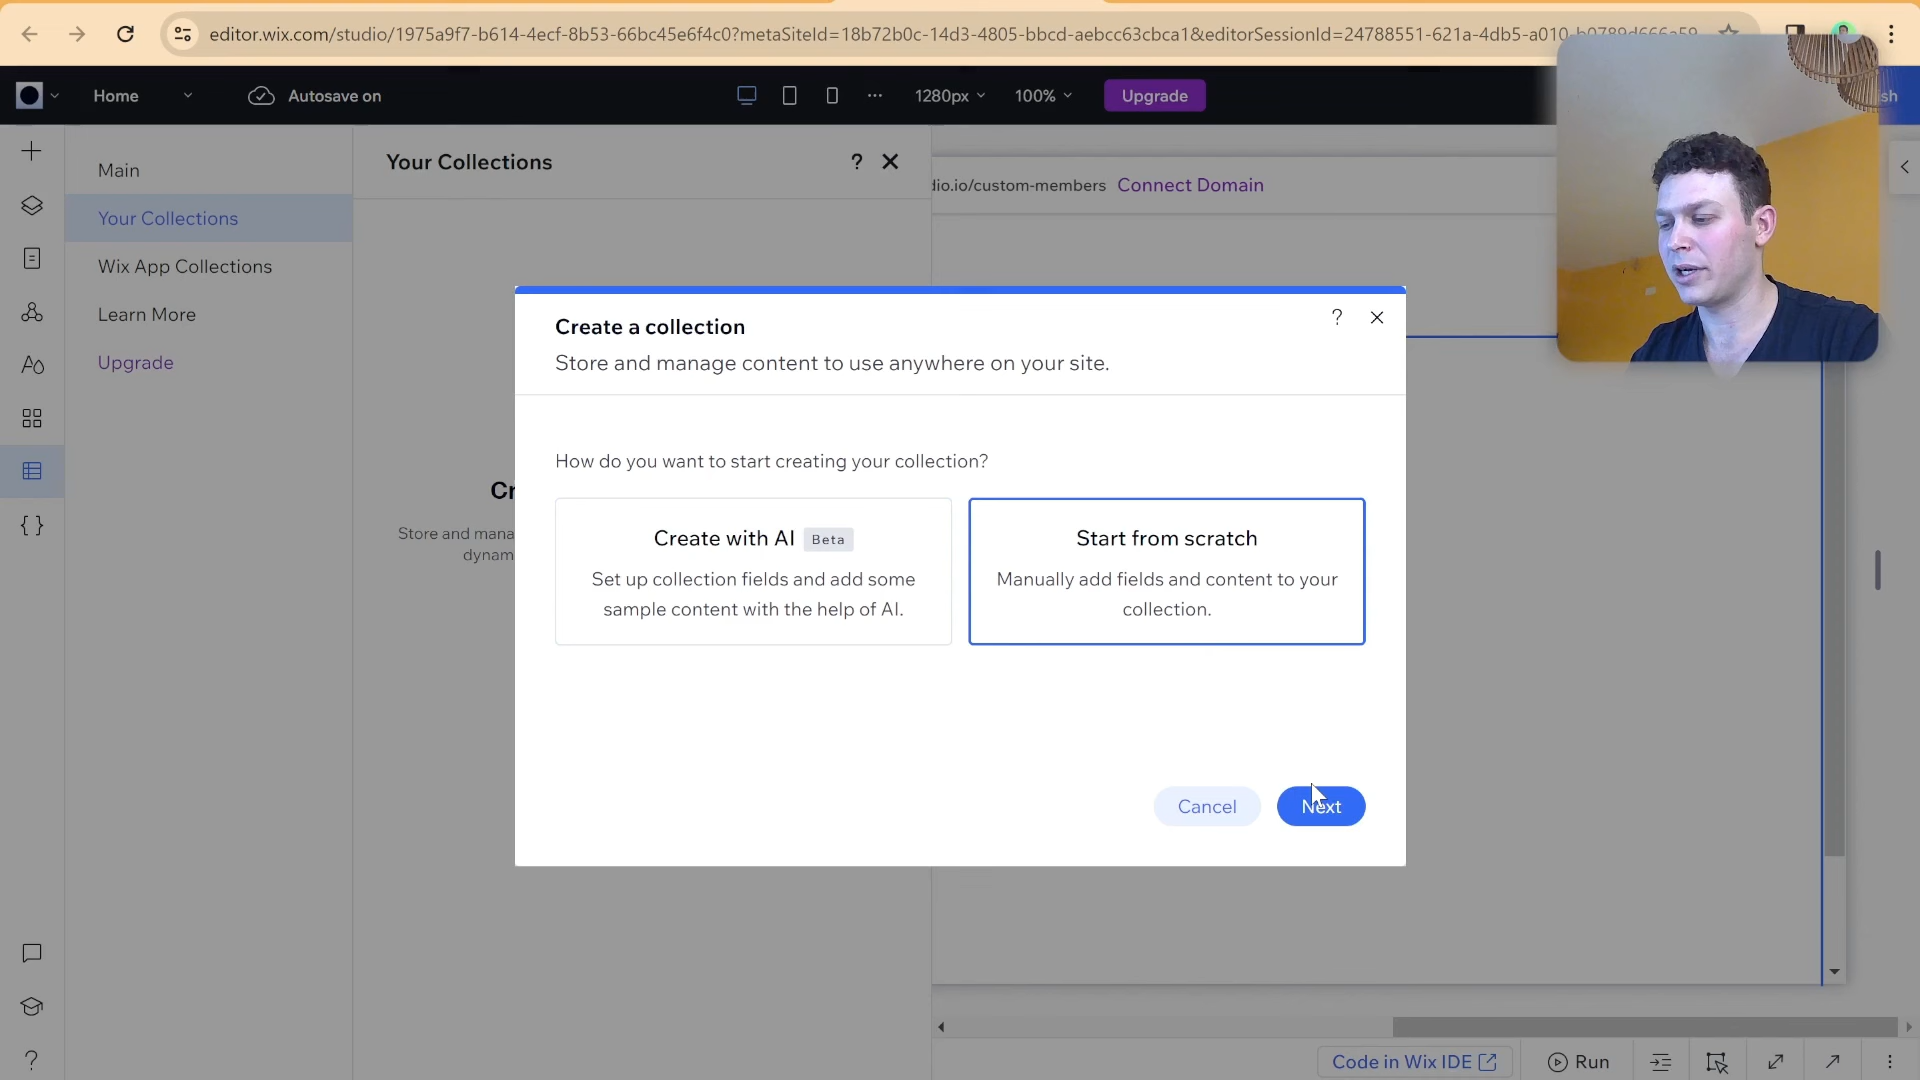 editor.wix.com/studio/1975a9f7-b614-4ecf-8b53-66bc45e6f4c0?metaSiteId=18b72b0c-14d3-4805-bbcd-aebcc63cbca1&editorSessionId=24788551-621a-4db5-a010-
Home
Autosave on
1280px
100%
Upgrade
Main
Your Collections
Wix App Collections
Learn More
Upgrade
Your Collections
?
dio.io/custom-members Connect Domain
Cr
Store and mana
dynam
Create a collection
?
Store and manage content to use anywhere on your site.
How do you want to start creating your collection?
Create with AI Beta
Set up collection fields and add some
sample content with the help of AI.
Start from scratch
Manually add fields and content to your
collection.
Cancel
Next
Code in Wix IDE
Run